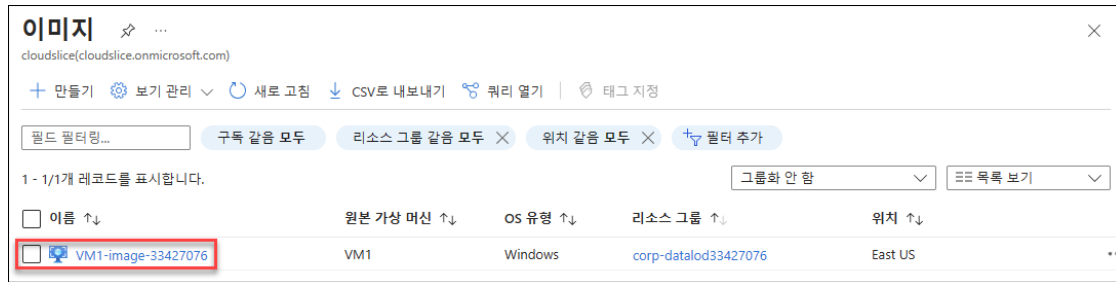 이미지
cloudslice(cloudslice.onmicrosoft.com)
만들기 보기 관리 새로 고침 CSV로 내보내기 쿼리 열기 태그 지정
필드 필터링... 구독 같음 모두 리소스 그룹 같음 모두 위치 같음 모두 필터 추가
1 - 1/1개 레코드를 표시합니다. 그룹화 안 함 목록 보기
이름 ↑↓ 원본 가상 머신 ↑↓ OS 유형 ↑↓ 리소스 그룹 ↑↓ 위치 ↑↓
VM1-image-33427076 VM1 Windows corp-datalod33427076 East US